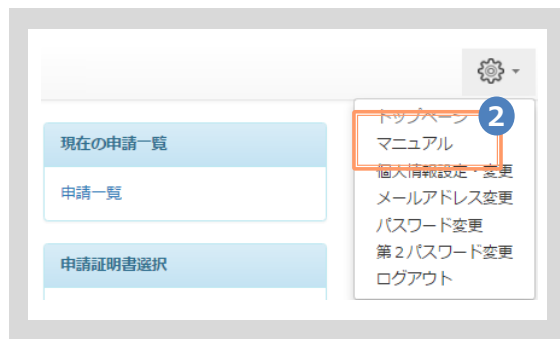 現在の申請一覧
申請一覧
申請証明書選択
トップページ
2
マニュアル
個人情報設定・変更
メールアドレス変更
パスワード変更
第2パスワード変更
ログアウト